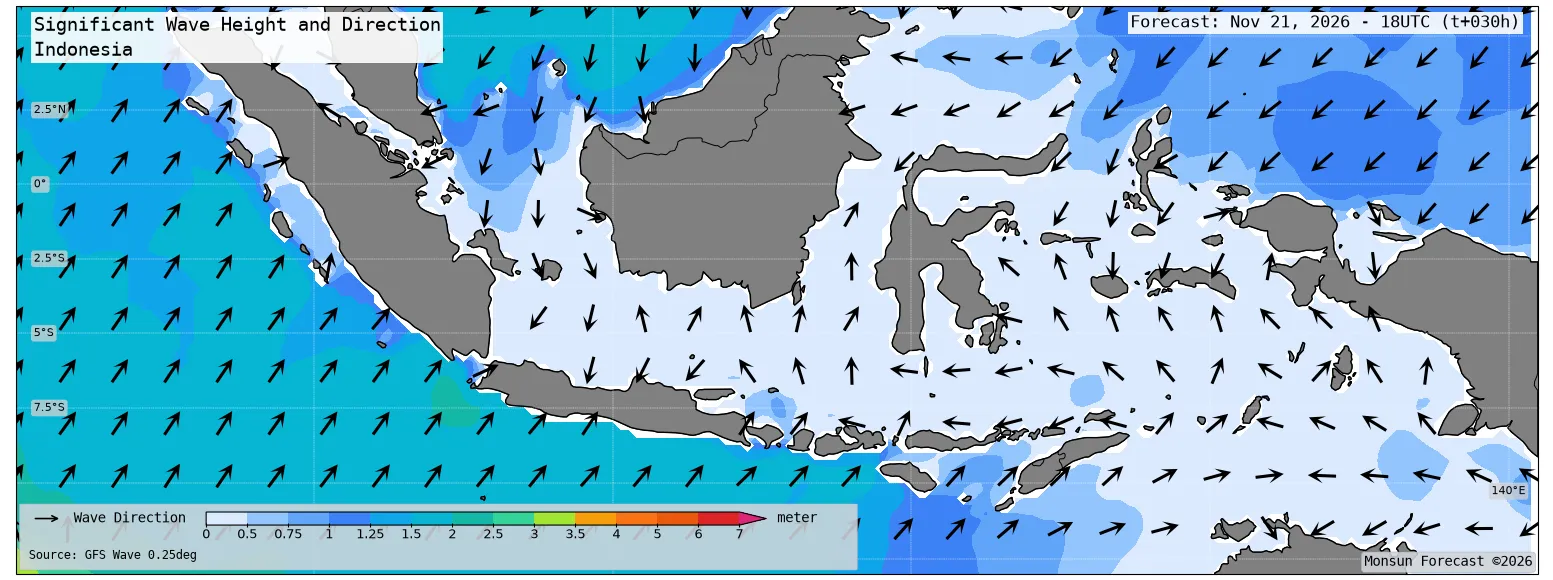 Significant Wave Height and Direction
Indonesia
Forecast: Nov 21, 2026 - 18UTC (t+030h)
2.5°N
0°
2.5°S
5°S
7.5°S
140°E
Wave Direction
0 0.5 0.75 1 1.25 1.5 2 2.5 3 3.5 4 5 6 7
meter
Source: GFS Wave 0.25deg
Monsun Forecast ©2026